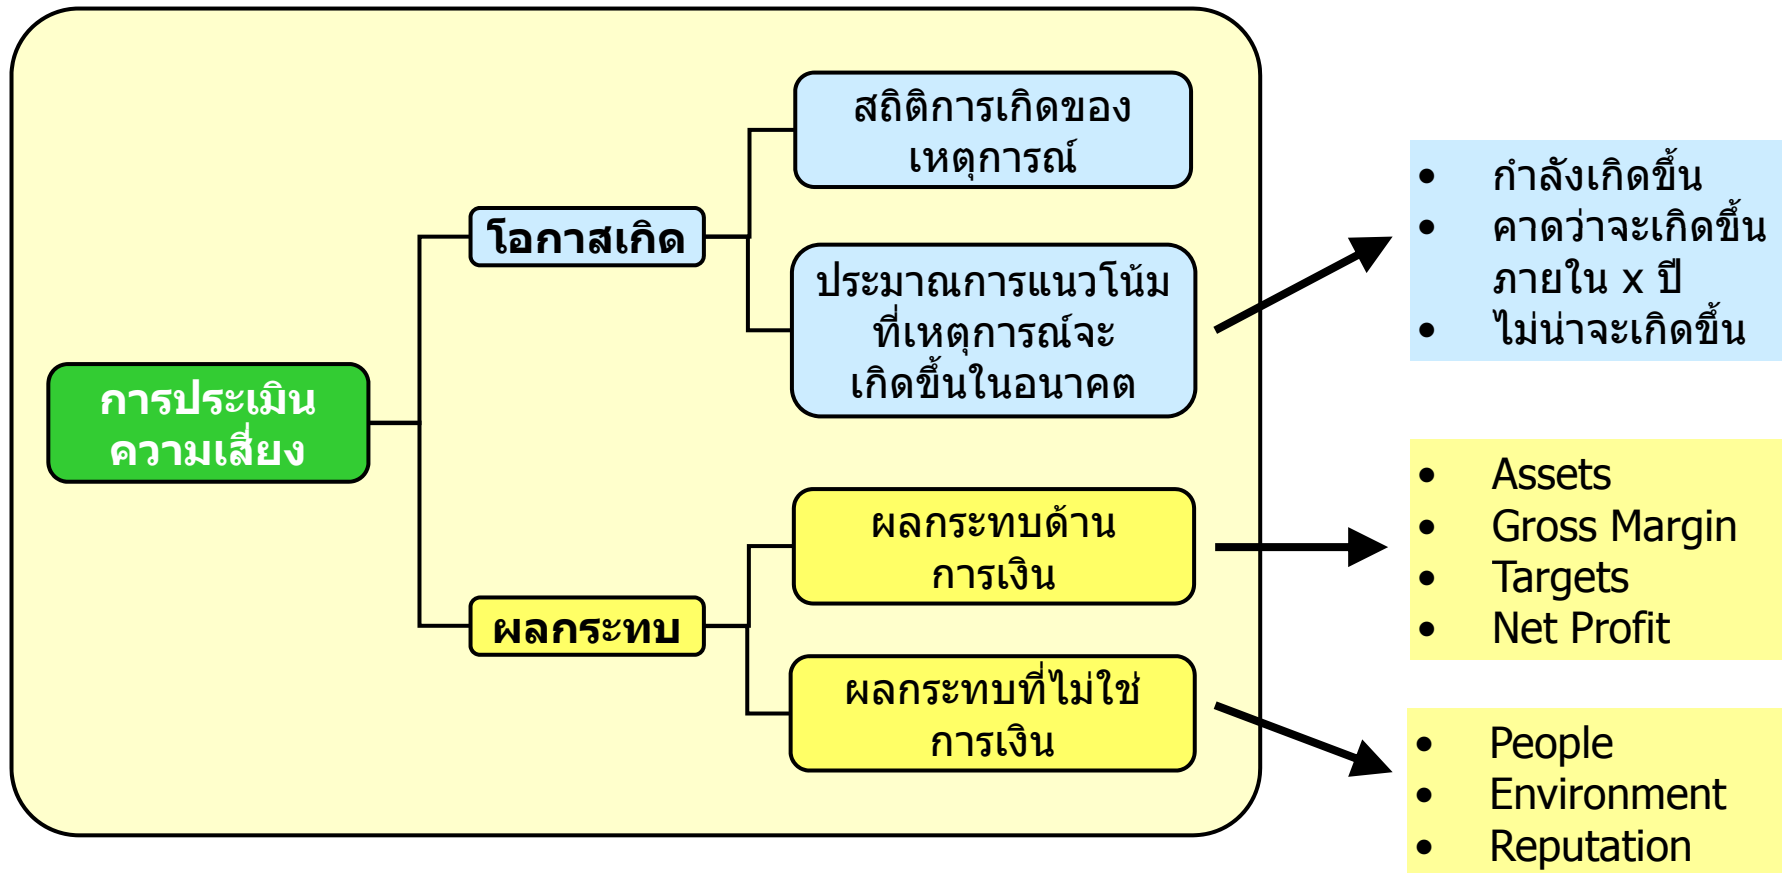 การประเมิน
ความเสี่ยง
โอกาสเกิด
สถิติการเกิดของ
เหตุการณ์
ประมาณการแนวโน้ม
ที่เหตุการณ์จะ
เกิดขึ้นในอนาคต
• กำลังเกิดขึ้น
• คาดว่าจะเกิดขึ้น
ภายใน x ปี
• ไม่น่าจะเกิดขึ้น
ผลกระทบ
ผลกระทบด้าน
การเงิน
• Assets
• Gross Margin
• Targets
• Net Profit
ผลกระทบที่ไม่ใช่
การเงิน
• People
• Environment
• Reputation